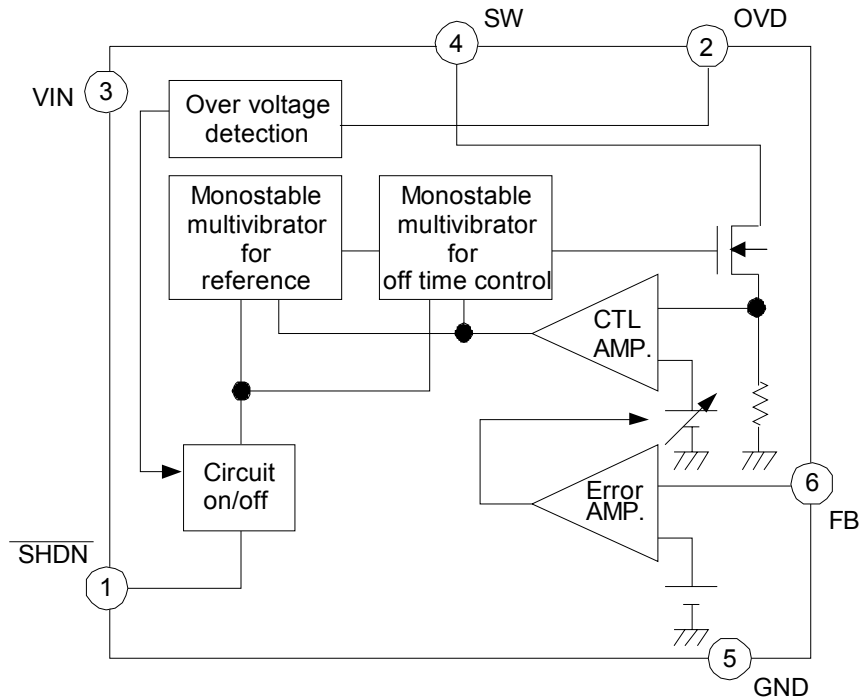 SW
OVD
4
2
VIN
3
Over voltage
detection
Monostable
multivibrator
for
reference
Monostable
multivibrator
for
off time control
CTL
AMP.
Circuit
on/off
Error
AMP.
6
FB
SHDN
1
5
GND